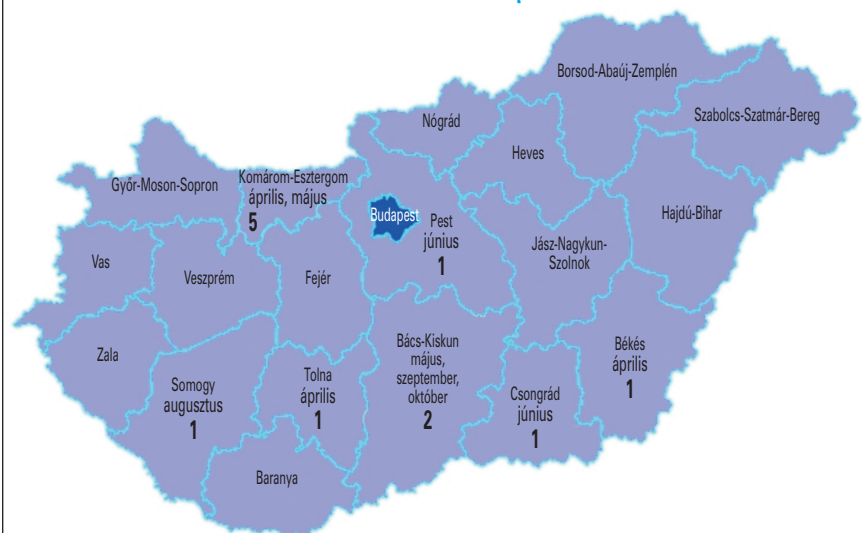 Borsod-Abaúj-Zemplén
Szabolcs-Szatmár-Bereg
Nógrád
Heves
Győr-Moson-Sopron
Komárom-Esztergom
április, május
5
Budapest
Pest
június
1
Hajdú-Bihar
Jász-Nagykun-
Szolnok
Vas
Veszprém
Fejér
Zala
Somogy
augusztus
1
Tolna
április
1
Bács-Kiskun
május,
szeptember,
október
2
Csongrád
június
1
Békés
április
1
Baranya